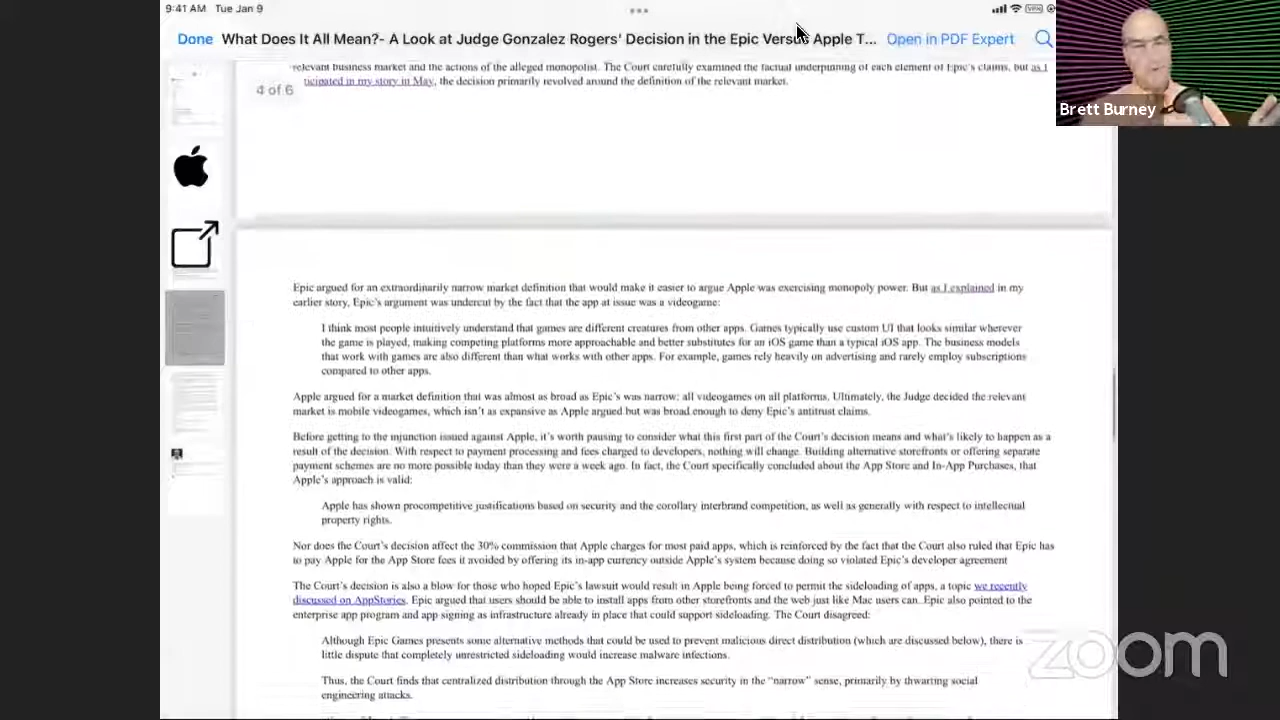 9:41 AM Tue Jan 9
VPN
Done What Does It All Mean?- A Look at Judge Gonzalez Rogers' Decision in the Epic Versus Apple T... Open in PDF Expert
Brett Burney
relevant business market and the actions of the alleged monopolist. The Court carefully examined the factual underpinning of each element of Epic's claims, but as I
4 of 6
ticipated in my story in May, the decision primarily revolved around the definition of the relevant market.
Epic argued for an extraordinarily narrow market definition that would make it easier to argue Apple was exercising monopoly power. But as I explained in my
earlier story, Epic's argument was undercut by the fact that the app at issue was a videogame:
I think most people intuitively understand that games are different creatures from other apps. Games typically use custom UI that looks similar wherever
the game is played, making competing platforms more approachable and better substitutes for an iOS game than a typical iOS app. The business models
that work with games are also different than what works with other apps. For example, games rely heavily on advertising and rarely employ subscriptions
compared to other apps.
Apple argued for a market definition that was almost as broad as Epic's was narrow: all videogames on all platforms. Ultimately, the Judge decided the relevant
market is mobile videogames, which isn't as expansive as Apple argued but was broad enough to deny Epic's antitrust claims.
Before getting to the injunction issued against Apple, it's worth pausing to consider what this first part of the Court's decision means and what's likely to happen as a
result of the decision. With respect to payment processing and fees charged to developers, nothing will change. Building alternative storefronts or offering separate
payment schemes are no more possible today than they were a week ago. In fact, the Court specifically concluded about the App Store and In-App Purchases, that
Apple's approach is valid:
Apple has shown procompetitive justifications based on security and the corollary interbrand competition, as well as generally with respect to intellectual
property rights.
Nor does the Court's decision affect the 30% commission that Apple charges for most paid apps, which is reinforced by the fact that the Court also ruled that Epic has
to pay Apple for the App Store fees it avoided by offering its in-app currency outside Apple's system because doing so violated Epic's developer agreement
The Court's decision is also a blow for those who hoped Epic's lawsuit would result in Apple being forced to permit the sideloading of apps, a topic we recently
discussed on AppStories. Epic argued that users should be able to install apps from other storefronts and the web just like Mac users can. Epic also pointed to the
enterprise app program and app signing as infrastructure already in place that could support sideloading. The Court disagreed:
Although Epic Games presents some alternative methods that could be used to prevent malicious direct distribution (which are discussed below), there is
little dispute that completely unrestricted sideloading would increase malware infections.
zoom
Thus, the Court finds that centralized distribution through the App Store increases security in the "narrow" sense, primarily by thwarting social
engineering attacks.